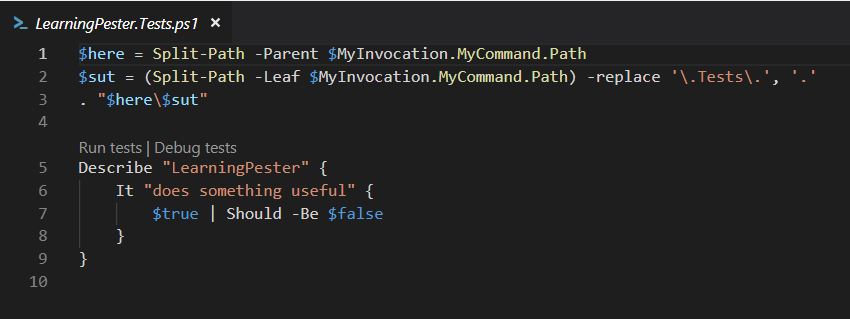 LearningPester.Tests.ps1 ×
1 $here = Split-Path -Parent $MyInvocation.MyCommand.Path
2 $sut = (Split-Path -Leaf $MyInvocation.MyCommand.Path) -replace '\.Tests\.', '.'
3 . "$here\$sut"
4
Run tests | Debug tests
5 Describe "LearningPester" {
6 It "does something useful" {
7 $true | Should -Be $false
8 }
9 }
10